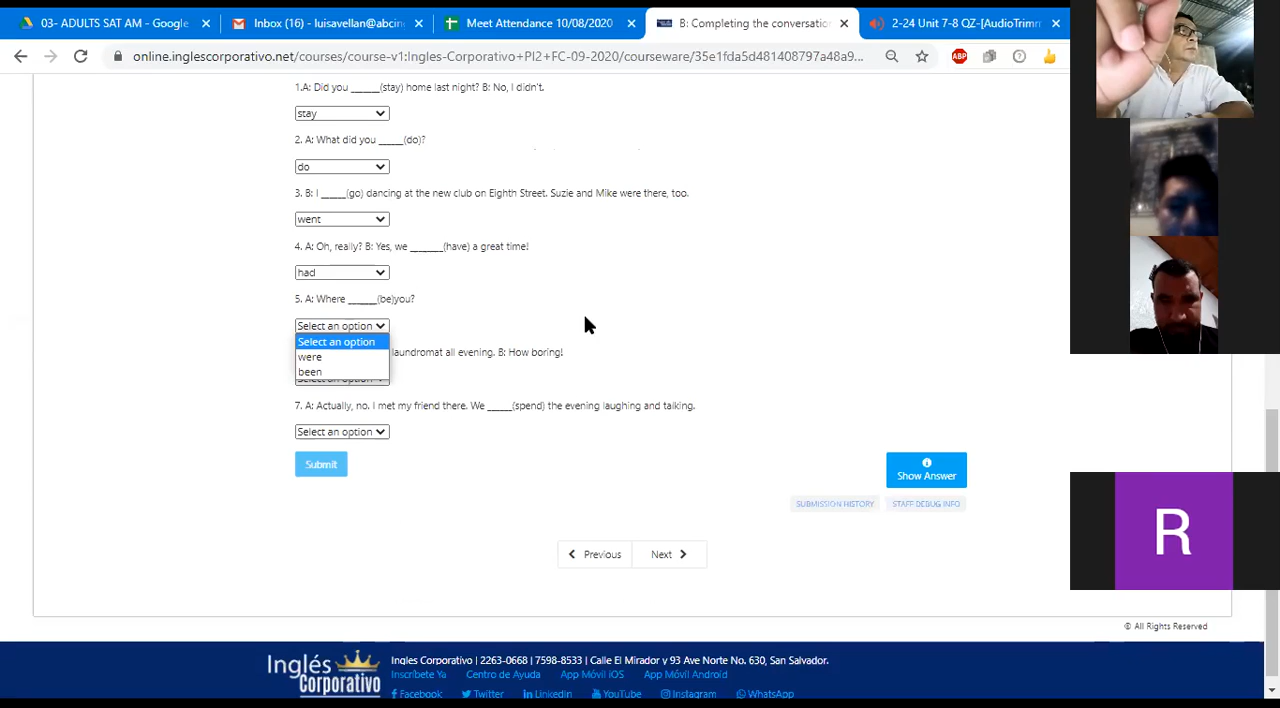 03- ADULTS SAT AM - Google
Inbox (16) - luisavellan@abcin
Meet Attendance 10/08/2020
B: Completing the conversatio
2-24 Unit 7-8 QZ-[AudioTrimm
online.inglescorporativo.net/courses/course-v1:Ingles-Corporativo+PI2+FC-09-2020/courseware/35e1fda5d481408797a48a9...
ABP
1.A: Did you ______(stay) home last night? B: No, I didn't.
stay
2. A: What did you _____(do)?
do
3. B: I _____(go) dancing at the new club on Eighth Street. Suzie and Mike were there, too.
went
4. A: Oh, really? B: Yes, we _______(have) a great time!
had
5. A: Where ______(be)you?
Select an option
Select an option
were
laundromat all evening. B: How boring!
been
7. A: Actually, no. I met my friend there. We _____(spend) the evening laughing and talking.
Select an option
Submit
Show Answer
SUBMISSION HISTORY
STAFF DEBUG INFO
Previous
Next
R
© All Rights Reserved
Inglés
Corporativo
Ingles Corporativo | 2263-0668 | 7598-8533 | Calle El Mirador y 93 Ave Norte No. 630, San Salvador.
Inscríbete Ya Centro de Ayuda App Móvil iOS App Móvil Android
Facebook Twitter LinkedIn YouTube Instagram WhatsApp